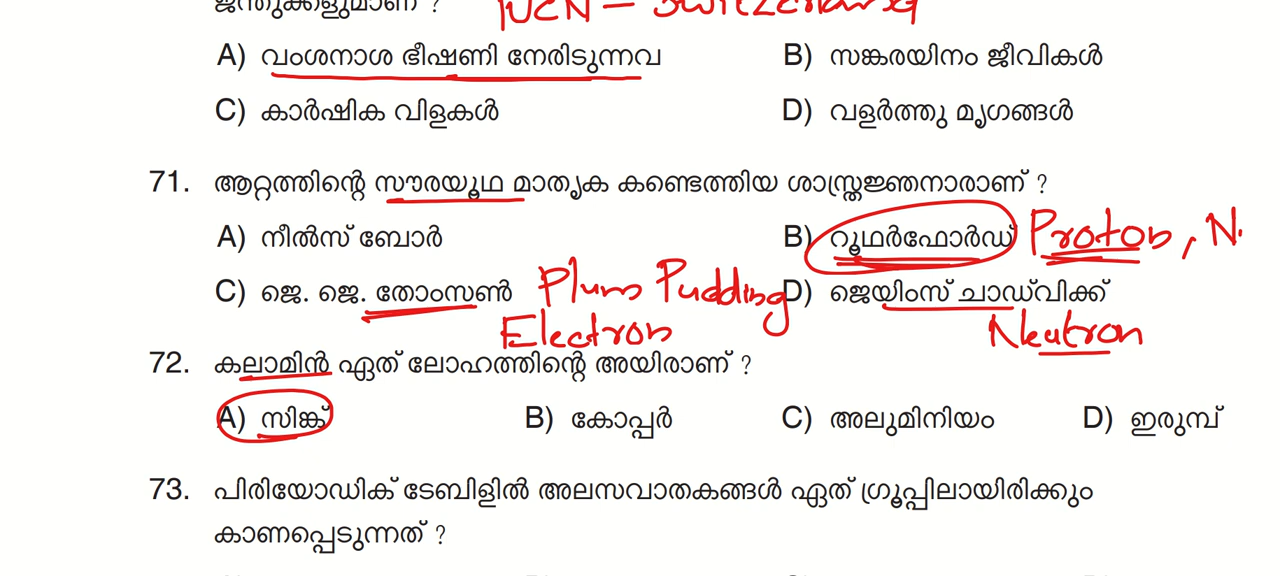 ജന്തുക്കളുമാണ് ? IUCN – Switzerland
A) വംശനാശ ഭീഷണി നേരിടുന്നവ B) സങ്കരയിനം ജീവികൾ
C) കാർഷിക വിളകൾ D) വളർത്തു മൃഗങ്ങൾ
71. ആറ്റത്തിന്റെ സൗരയൂഥ മാതൃക കണ്ടെത്തിയ ശാസ്ത്രജ്ഞനാരാണ് ?
A) നീൽസ് ബോർ B) റൂഥർഫോർഡ് Proton, N.
C) ജെ. ജെ. തോംസൺ Plum Pudding D) ജെയിംസ് ചാഡ്‌വിക്ക്
Electron Neutron
72. കലാമിൻ ഏത് ലോഹത്തിന്റെ അയിരാണ് ?
A) സിങ്ക് B) കോപ്പർ C) അലുമിനിയം D) ഇരുമ്പ്
73. പിരിയോഡിക് ടേബിളിൽ അലസവാതകങ്ങൾ ഏത് ഗ്രൂപ്പിലായിരിക്കും
കാണപ്പെടുന്നത് ?